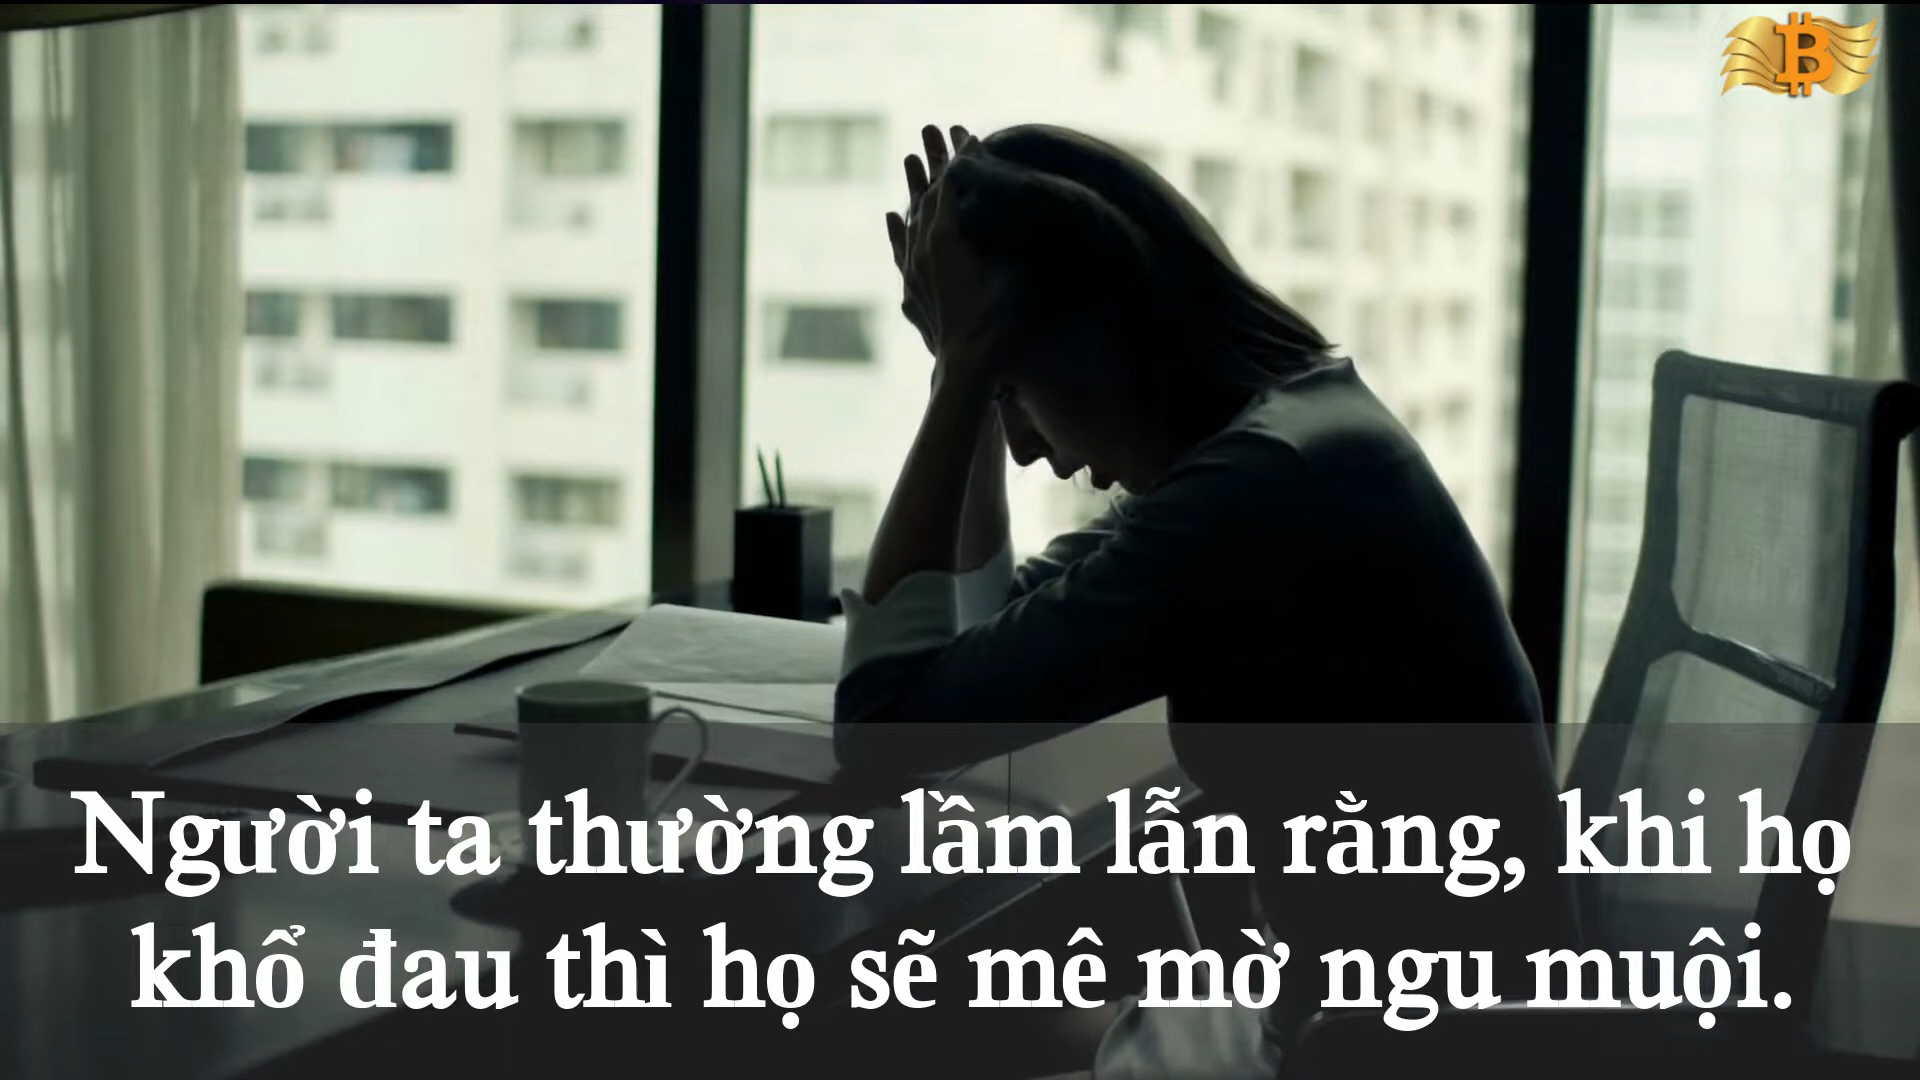 Người ta thường lầm lẫn rằng, khi họ
khổ đau thì họ sẽ mê mờ ngu muội.